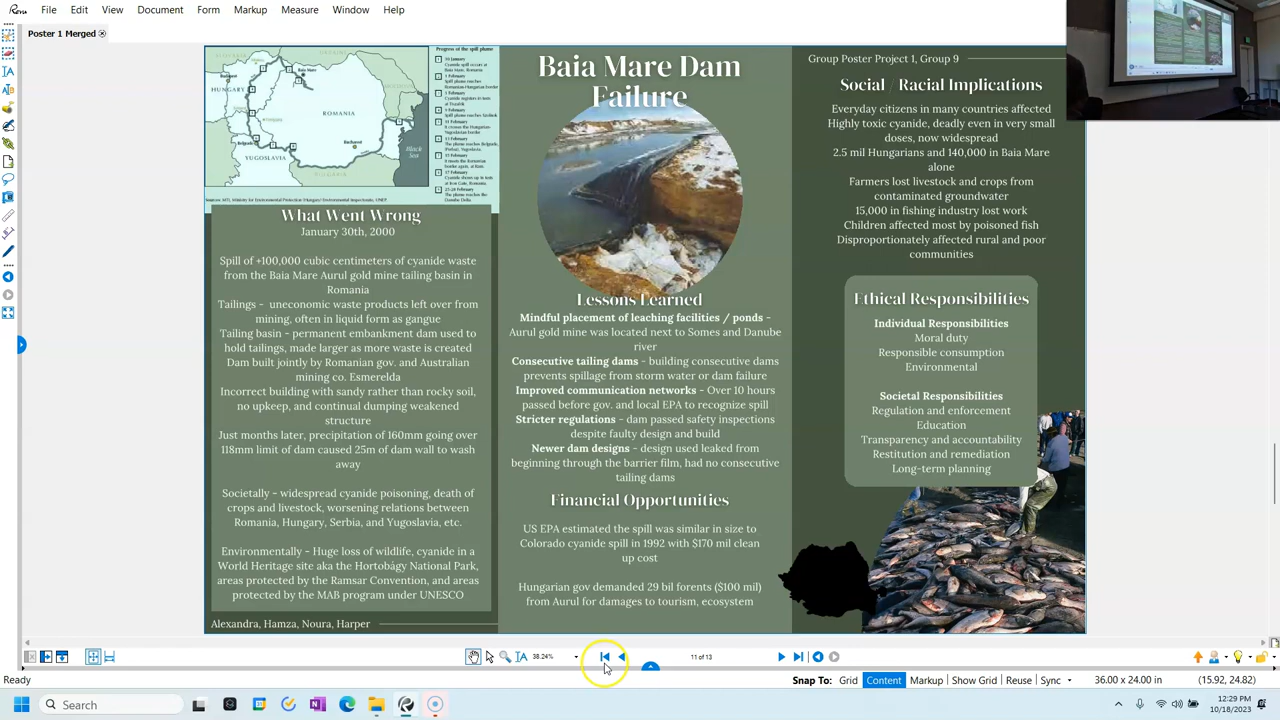 File Edit View Document Batch Tools Window Help
Poster 1 Merged
HUNGARY
ROMANIA
YUGOSLAVIA
Black
Sea
Progress of the spill plume
Baia Mare Dam
Failure
Group Poster Project 1, Group 9
Social / Racial Implications
Everyday citizens in many countries affected
Highly toxic cyanide, deadly even in very small
doses, now widespread
2.5 mil Hungarians and 140,000 in Baia Mare
alone
Farmers lost livestock and crops from
contaminated groundwater
15,000 in fishing industry lost work
Children affected most by poisoned fish
Disproportionately affected rural and poor
communities
What Went Wrong
January 30th, 2000
Spill of +100,000 cubic centimeters of cyanide waste
from the Baia Mare Aurul gold mine tailing basin in
Romania
Tailings - uneconomic waste products left over from
mining, often in liquid form as gangue
Tailing basin - permanent embankment dam used to
hold tailings, made larger as more waste is created
Dam built jointly by Romanian gov. and Australian
mining co. Esmerelda
Incorrect building with sandy rather than rocky soil,
no upkeep, and continual dumping weakened
structure
Just months later, precipitation of 160mm going over
118mm limit of dam caused 25m of dam wall to wash
away
Societally - widespread cyanide poisoning, death of
crops and livestock, worsening relations between
Romania, Hungary, Serbia, and Yugoslavia, etc.
Environmentally - Huge loss of wildlife, cyanide in a
World Heritage site aka the Hortobágy National Park,
areas protected by the Ramsar Convention, and areas
protected by the MAB program under UNESCO
Alexandra, Hamza, Noura, Harper
Lessons Learned
Mindful placement of leaching facilities / ponds -
Aurul gold mine was located next to Somes and Danube
river
Consecutive tailing dams - building consecutive dams
prevents spillage from storm water or dam failure
Improved communication networks - Over 10 hours
passed before gov. and local EPA to recognize spill
Stricter regulations - dam passed safety inspections
despite faulty design and build
Newer dam designs - design used leaked from
beginning through the barrier film, had no consecutive
tailing dams
Financial Opportunities
US EPA estimated the spill was similar in size to
Colorado cyanide spill in 1992 with $170 mil clean
up cost
Hungarian gov demanded 29 bil forents ($100 mil)
from Aurul for damages to tourism, ecosystem
Ethical Responsibilities
Individual Responsibilities
Moral duty
Responsible consumption
Environmental
Societal Responsibilities
Regulation and enforcement
Education
Transparency and accountability
Restitution and remediation
Long-term planning
38.24%
11 of 13
Ready
Snap To: Grid Content Markup Show Grid Reuse Sync
36.00 x 24.00 in
(15.92, 24.82)
Search
12:29 PM
10/18/2023